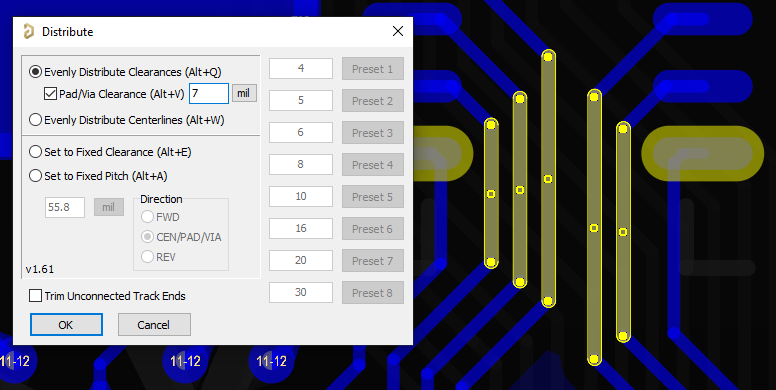 Distribute
Evenly Distribute Clearances (Alt+Q)
Pad/Via Clearance (Alt+V) 7 mil
Evenly Distribute Centerlines (Alt+W)
Set to Fixed Clearance (Alt+E)
Set to Fixed Pitch (Alt+A)
55.8 mil
Direction
FWD
CEN/PAD/VIA
REV
v1.61
Trim Unconnected Track Ends
OK Cancel
4 Preset 1
5 Preset 2
6 Preset 3
8 Preset 4
10 Preset 5
16 Preset 6
20 Preset 7
30 Preset 8
11-12 11-12 11-12